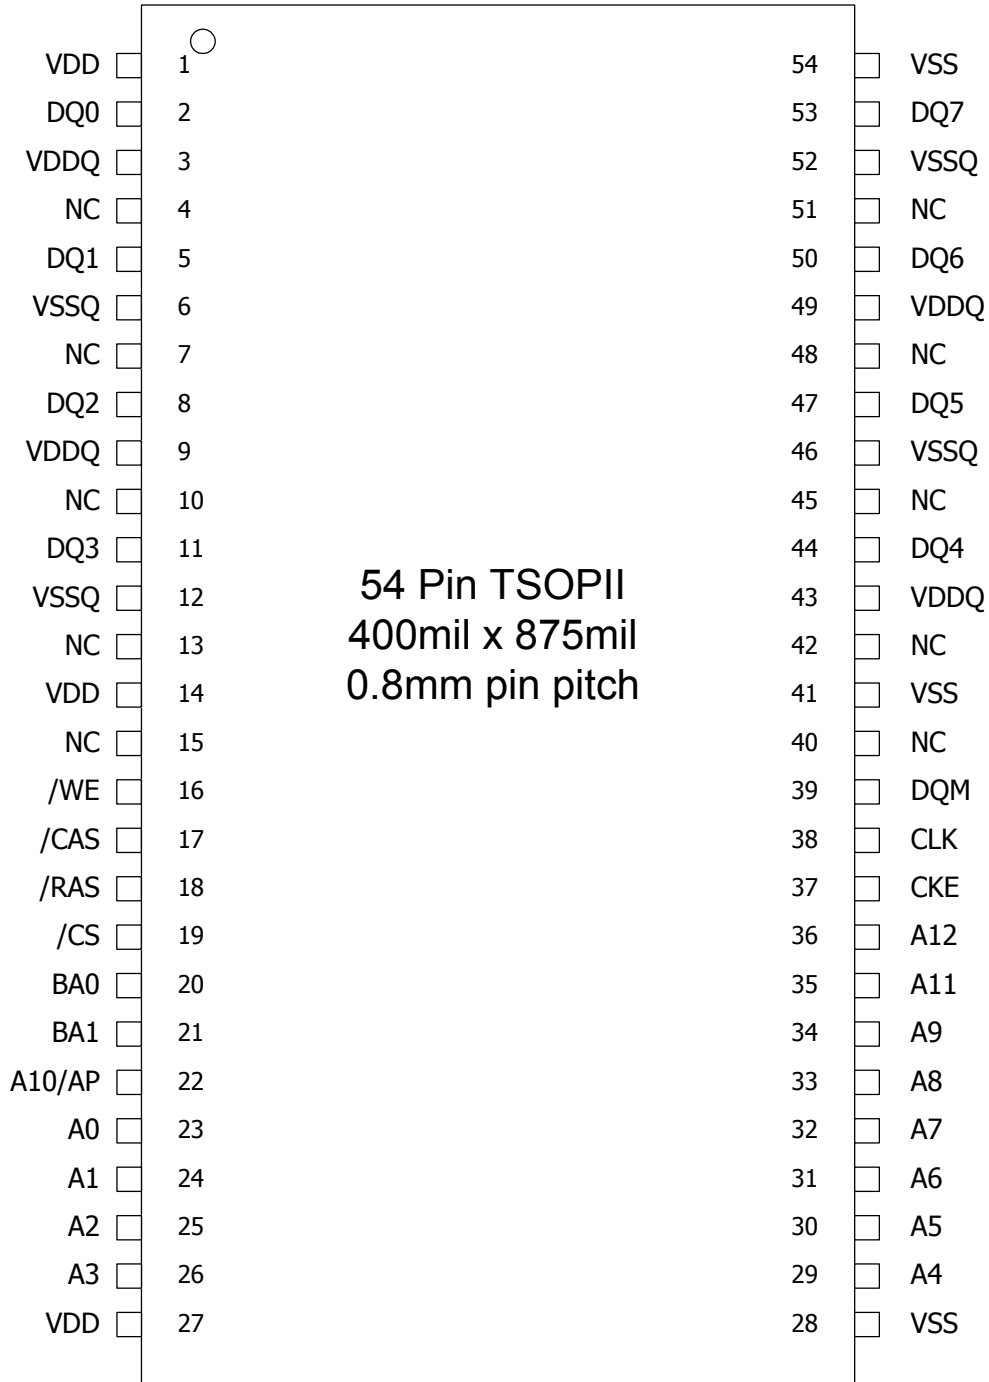 VDD 1 54 VSS
DQ0 2 53 DQ7
VDDQ 3 52 VSSQ
NC 4 51 NC
DQ1 5 50 DQ6
VSSQ 6 49 VDDQ
NC 7 48 NC
DQ2 8 47 DQ5
VDDQ 9 46 VSSQ
NC 10 45 NC
DQ3 11 44 DQ4
VSSQ 12 43 VDDQ
NC 13 42 NC
VDD 14 41 VSS
NC 15 40 NC
/WE 16 39 DQM
/CAS 17 38 CLK
/RAS 18 37 CKE
/CS 19 36 A12
BA0 20 35 A11
BA1 21 34 A9
A10/AP 22 33 A8
A0 23 32 A7
A1 24 31 A6
A2 25 30 A5
A3 26 29 A4
VDD 27 28 VSS
54 Pin TSOPII
400mil x 875mil
0.8mm pin pitch